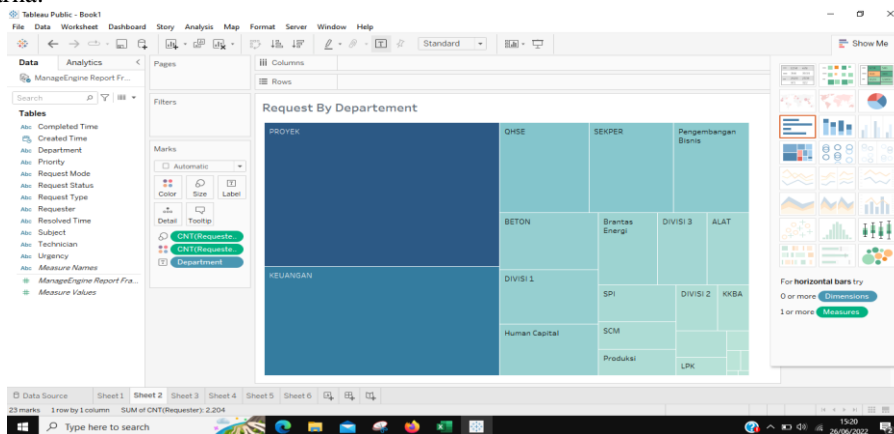 Tableau Public - Book1
File Data Worksheet Dashboard Story Analysis Map Format Server Window Help
Standard
Show Me
Data Analytics
Pages
Columns
Rows
ManageEngine Report Fr...
Search
Filters
Tables
Completed Time
Created Time
Department
Priority
Request Mode
Request Status
Request Type
Requester
Resolved Time
Subject
Technician
Urgency
Measure Names
ManageEngine Report Fra...
Measure Values
Marks
Automatic
Color Size Label
Detail Tooltip
CNT(Requeste..
CNT(Requeste..
Department
Request By Departement
PROYEK
KEUANGAN
QHSE
SEKPER
Pengembangan
Bisnis
BETON
Brantas
Energi
DIVISI 3
ALAT
DIVISI 1
SPI
DIVISI 2
KKBA
Human Capital
SCM
Produksi
LPK
For horizontal bars try
0 or more Dimensions
1 or more Measures
Data Source Sheet 1 Sheet 2 Sheet 3 Sheet 4 Sheet 5 Sheet 6
23 marks 1 row by 1 column SUM of CNT(Requester): 2,204
Type here to search
15:20
26/06/2022